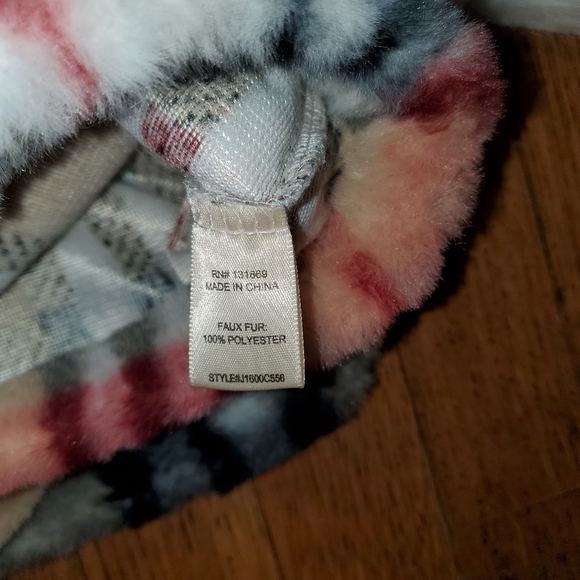 RN# 131869
MADE IN CHINA
FAUX FUR:
100% POLYESTER
STYLE#J1600C556